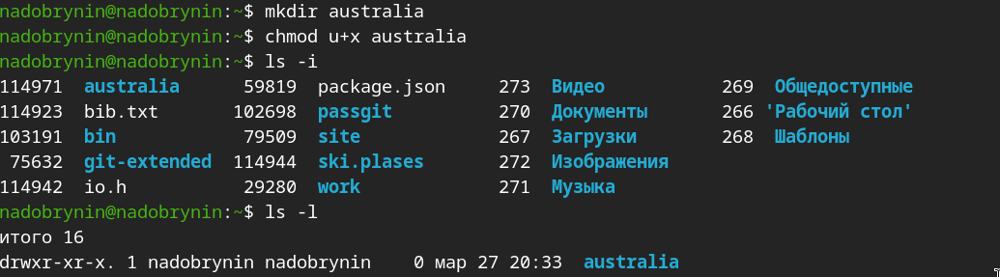 nadobrynin@nadobrynin:~$ mkdir australia
nadobrynin@nadobrynin:~$ chmod u+x australia
nadobrynin@nadobrynin:~$ ls -i
114971 australia 59819 package.json 273 Видео 269 Общедоступные
114923 bib.txt 102698 passgit 270 Документы 266 'Рабочий стол'
103191 bin 79509 site 267 Загрузки 268 Шаблоны
75632 git-extended 114944 ski.plases 272 Изображения
114942 io.h 29280 work 271 Музыка
nadobrynin@nadobrynin:~$ ls -l
итого 16
drwxr-xr-x. 1 nadobrynin nadobrynin 0 мар 27 20:33 australia